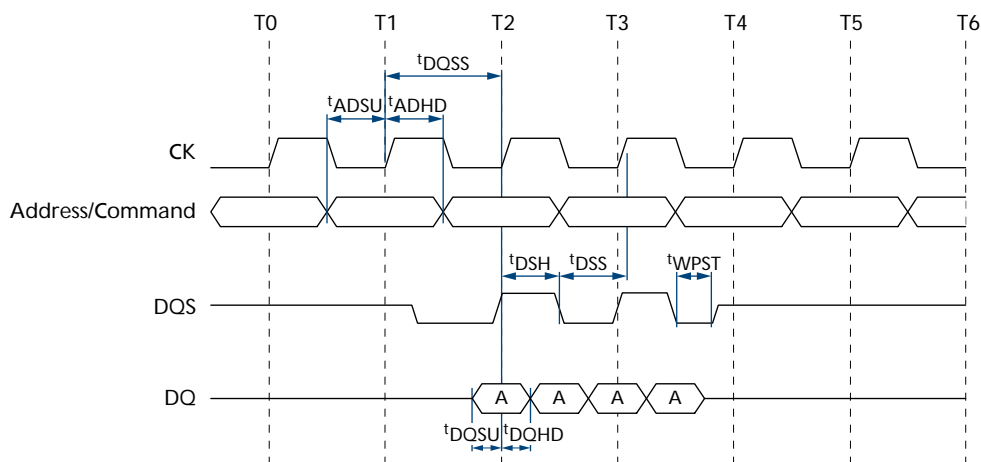 T0 T1 T2 T3 T4 T5 T6
tDQSS
tADSU tADHD
CK
Address/Command
tDSH tDSS tWPST
DQS
DQ A A A A
tDQSU tDQHD